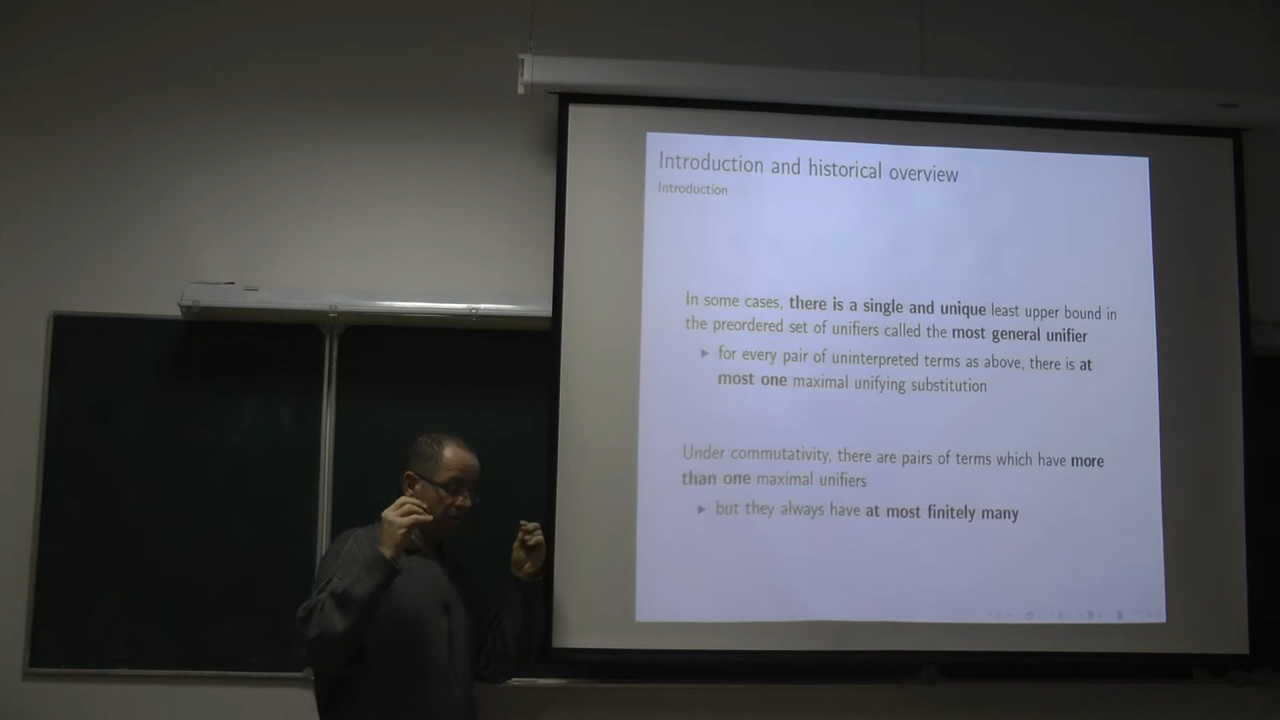 Introduction and historical overview
Introduction
In some cases, there is a single and unique least upper bound in
the preordered set of unifiers called the most general unifier
for every pair of uninterpreted terms as above, there is at
most one maximal unifying substitution
Under commutativity, there are pairs of terms which have more
than one maximal unifiers
but they always have at most finitely many